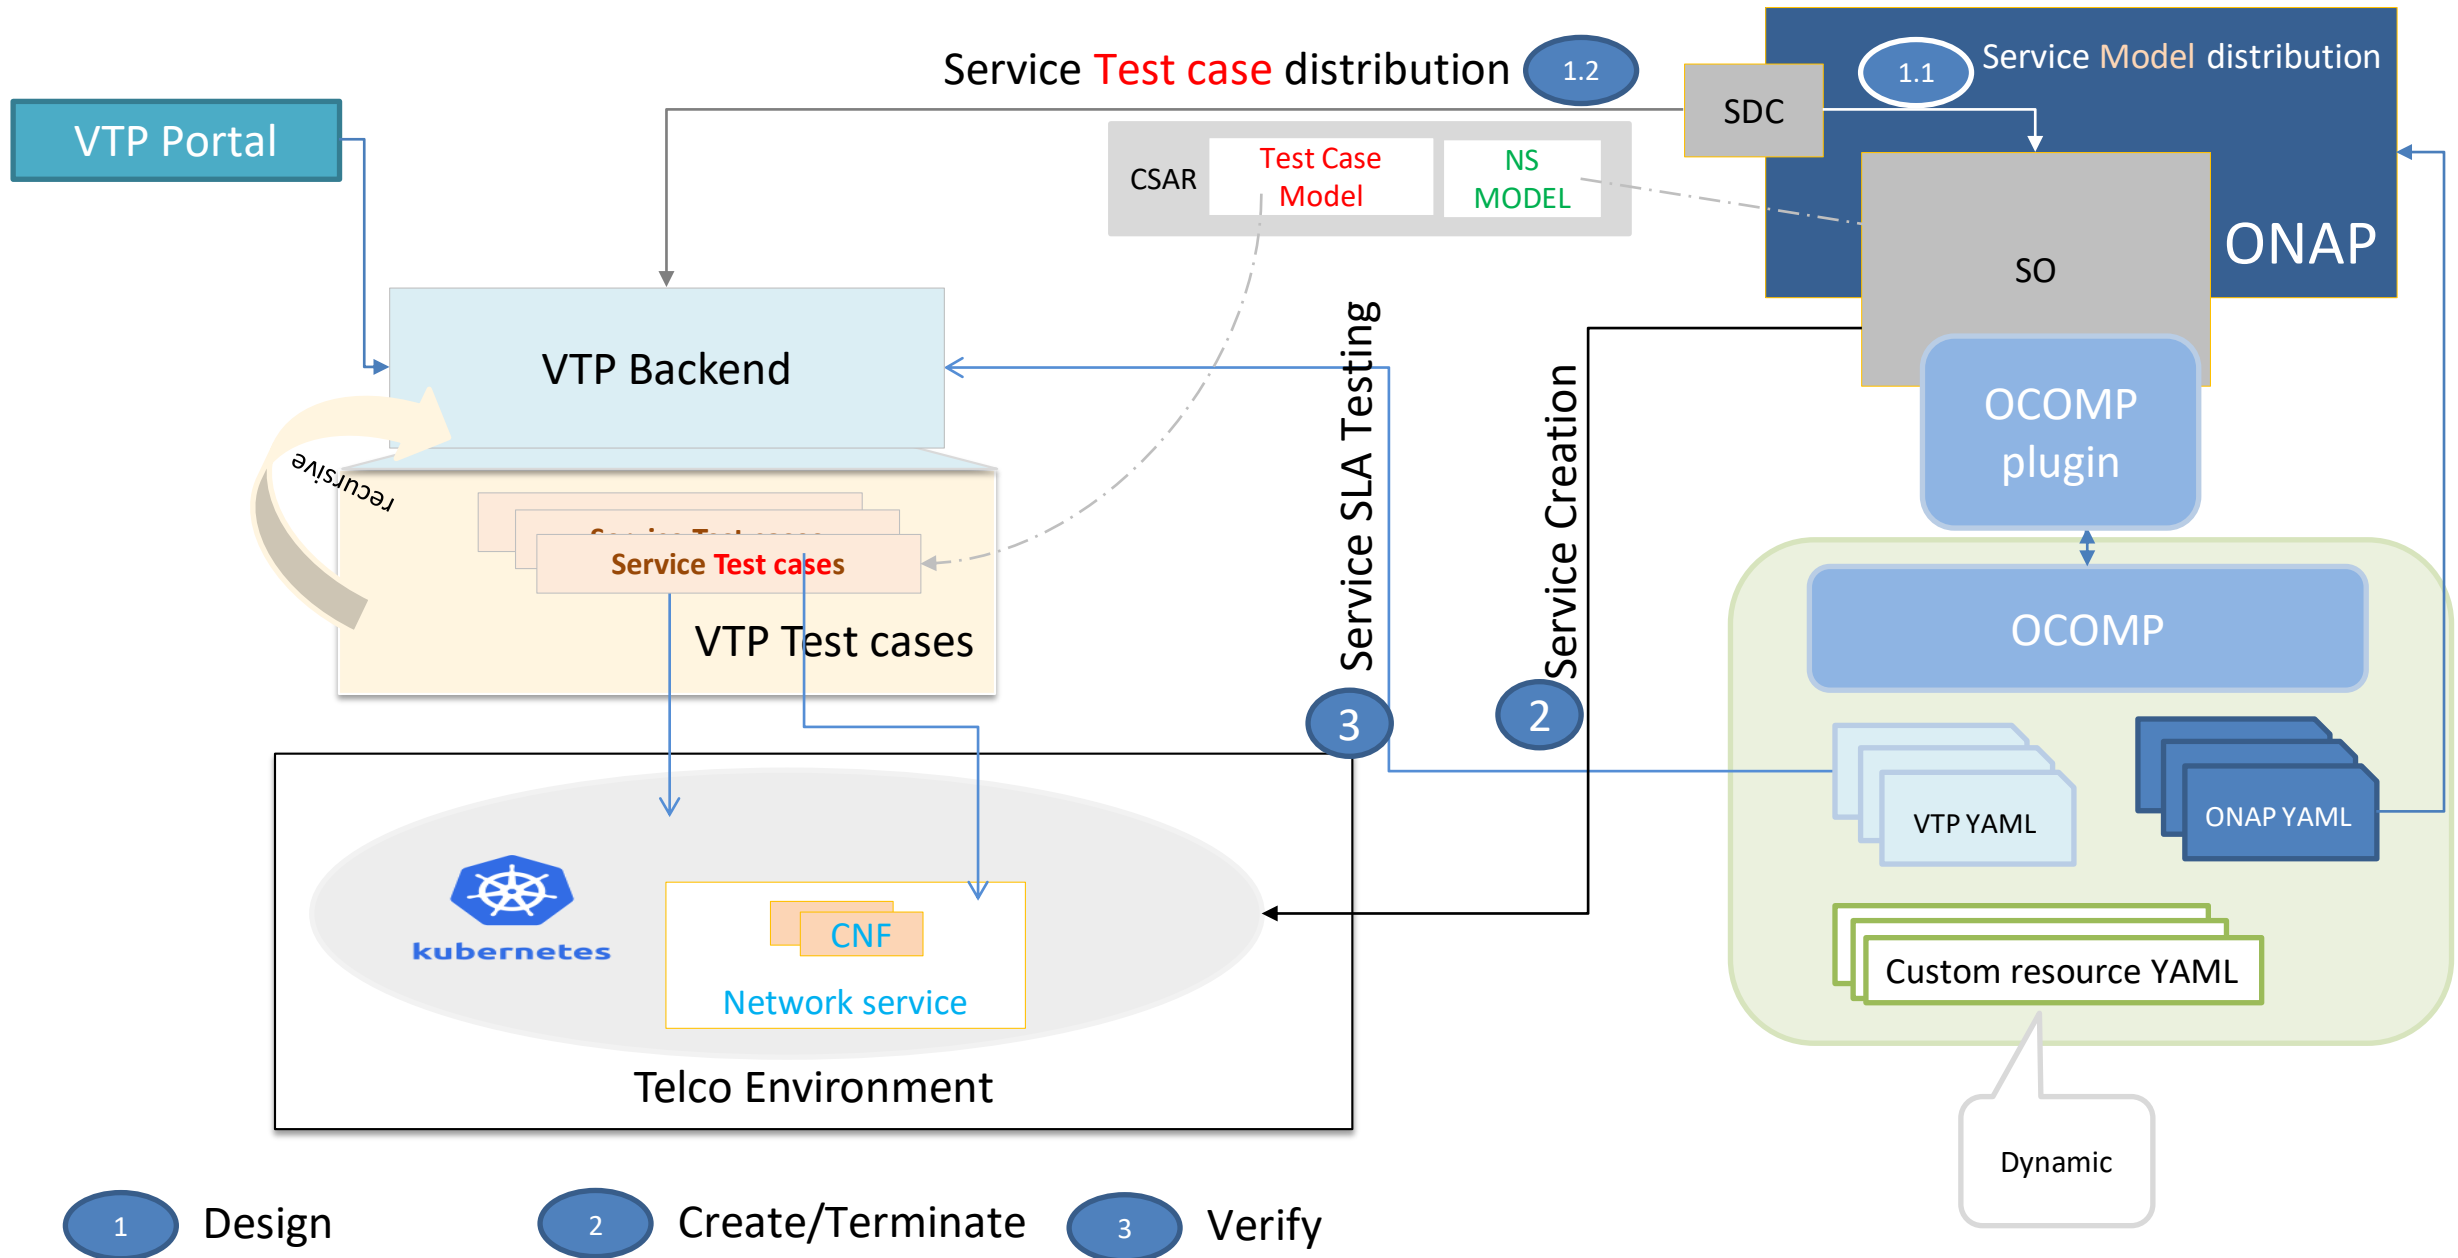 Service Test case distribution
1.2
1.1
Service Model distribution
SDC
VTP Portal
CSAR
Test Case
Model
NS
MODEL
ONAP
SO
VTP Backend
Service SLA Testing
Service Creation
OCOMP
plugin
recursive
Service Test cases
Service Test cases
VTP Test cases
OCOMP
3
2
VTP YAML
ONAP YAML
kubernetes
CNF
Network service
Custom resource YAML
Telco Environment
Dynamic
1
Design
2
Create/Terminate
3
Verify